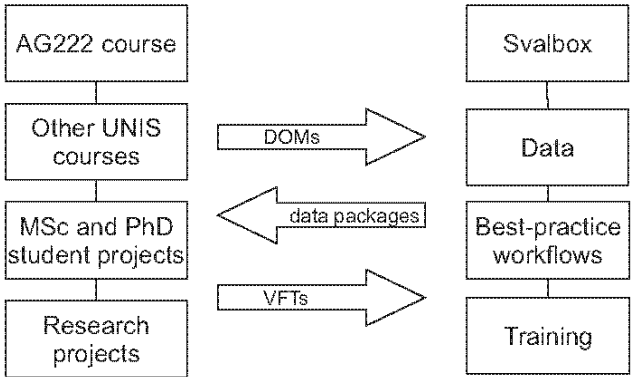 AG222 course
Other UNIS
courses
MSc and PhD
student projects
Research
projects
DOMs
data packages
VFTs
Svalbox
Data
Best-practice
workflows
Training